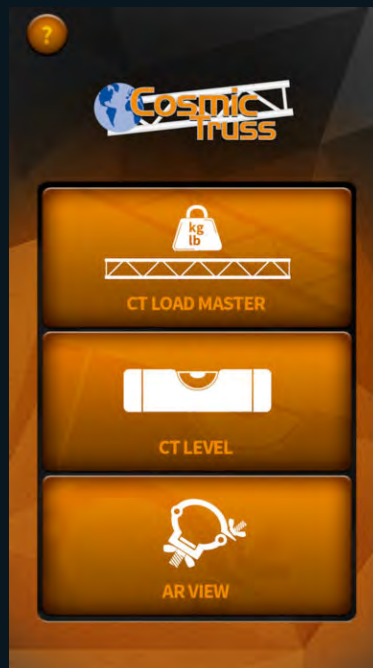 ?
Cosmic
Truss
kg
lb
CT LOAD MASTER
CT LEVEL
AR VIEW